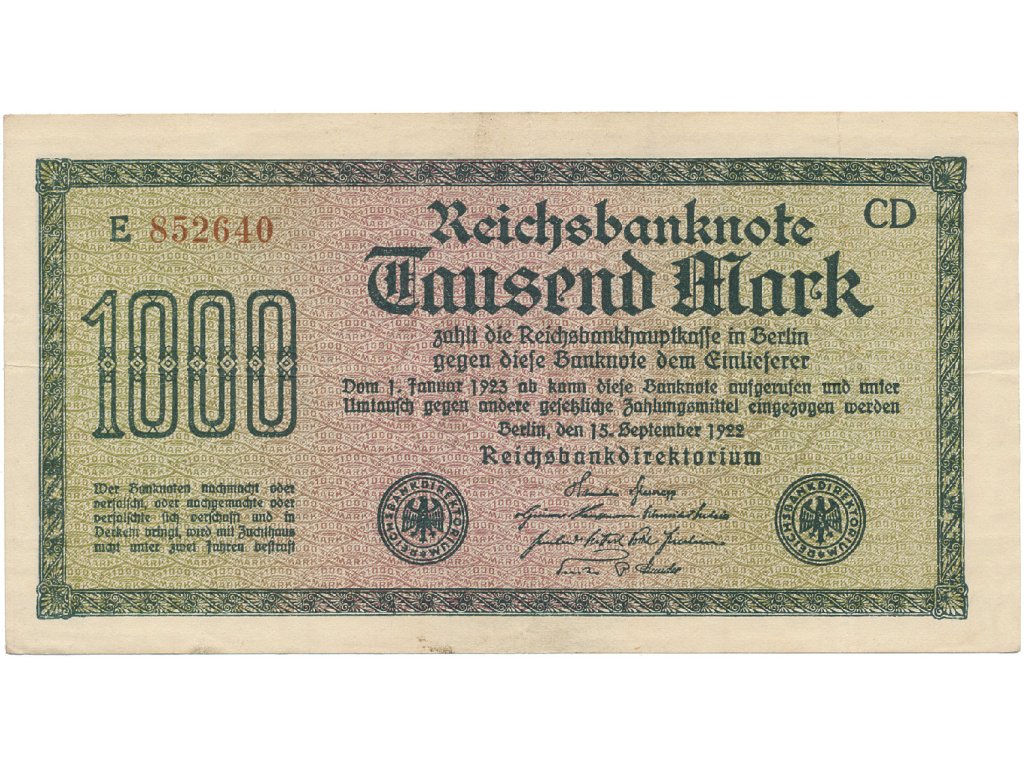 E 852640
CD
Reichsbanknote
Tausend Mark
1000
zahlt die Reichsbankhauptkasse in Berlin
gegen diese Banknote dem Einlieferer
Vom 1. Januar 1923 ab kann diese Banknote aufgerufen und unter
Umtausch gegen andere gesetzliche Zahlungsmittel eingezogen werden
Berlin, den 15. September 1922
Reichsbankdirektorium
Wer Banknoten nachmacht oder
verfälscht, oder nachgemachte oder
verfälschte sich verschafft und in
Verkehr bringt, wird mit Zuchthaus
nicht unter zwei Jahren bestraft
REICHSBANKDIREKTORIUM
REICHSBANKDIREKTORIUM